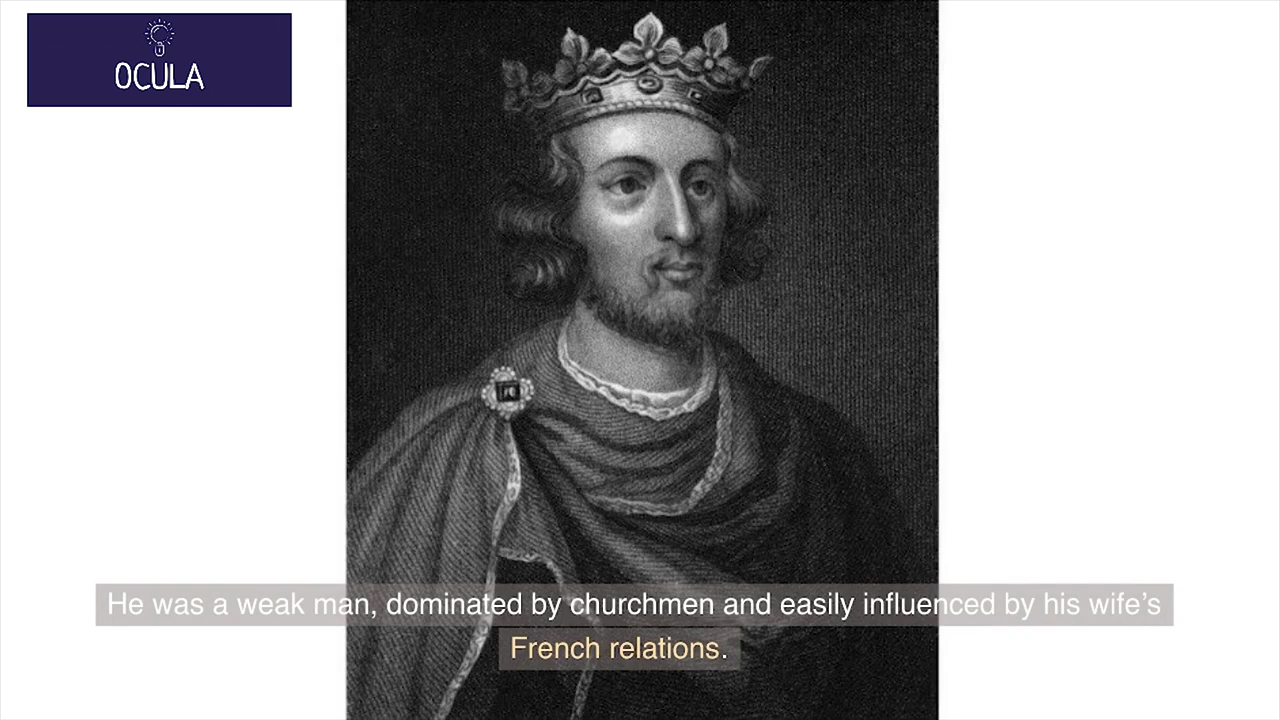 OCULA
He was a weak man, dominated by churchmen and easily influenced by his wife’s
French relations.